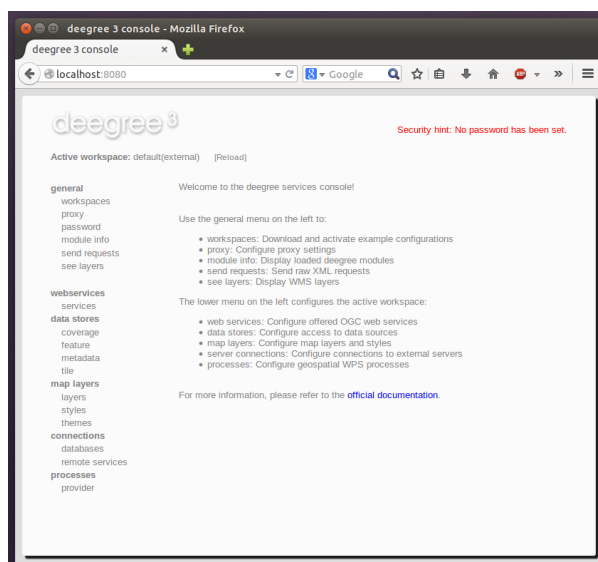 deegree 3 console - Mozilla Firefox
deegree 3 console
localhost:8080
Google
ABP
deegree 3
Security hint: No password has been set.
Active workspace: default(external) [Reload]
general
workspaces
proxy
password
module info
send requests
see layers
webservices
services
data stores
coverage
feature
metadata
tile
map layers
layers
styles
themes
connections
databases
remote services
processes
provider
Welcome to the deegree services console!
Use the general menu on the left to:
workspaces: Download and activate example configurations
proxy: Configure proxy settings
module info: Display loaded deegree modules
send requests: Send raw XML requests
see layers: Display WMS layers
The lower menu on the left configures the active workspace:
web services: Configure offered OGC web services
data stores: Configure access to data sources
map layers: Configure map layers and styles
server connections: Configure connections to external servers
processes: Configure geospatial WPS processes
For more information, please refer to the official documentation.